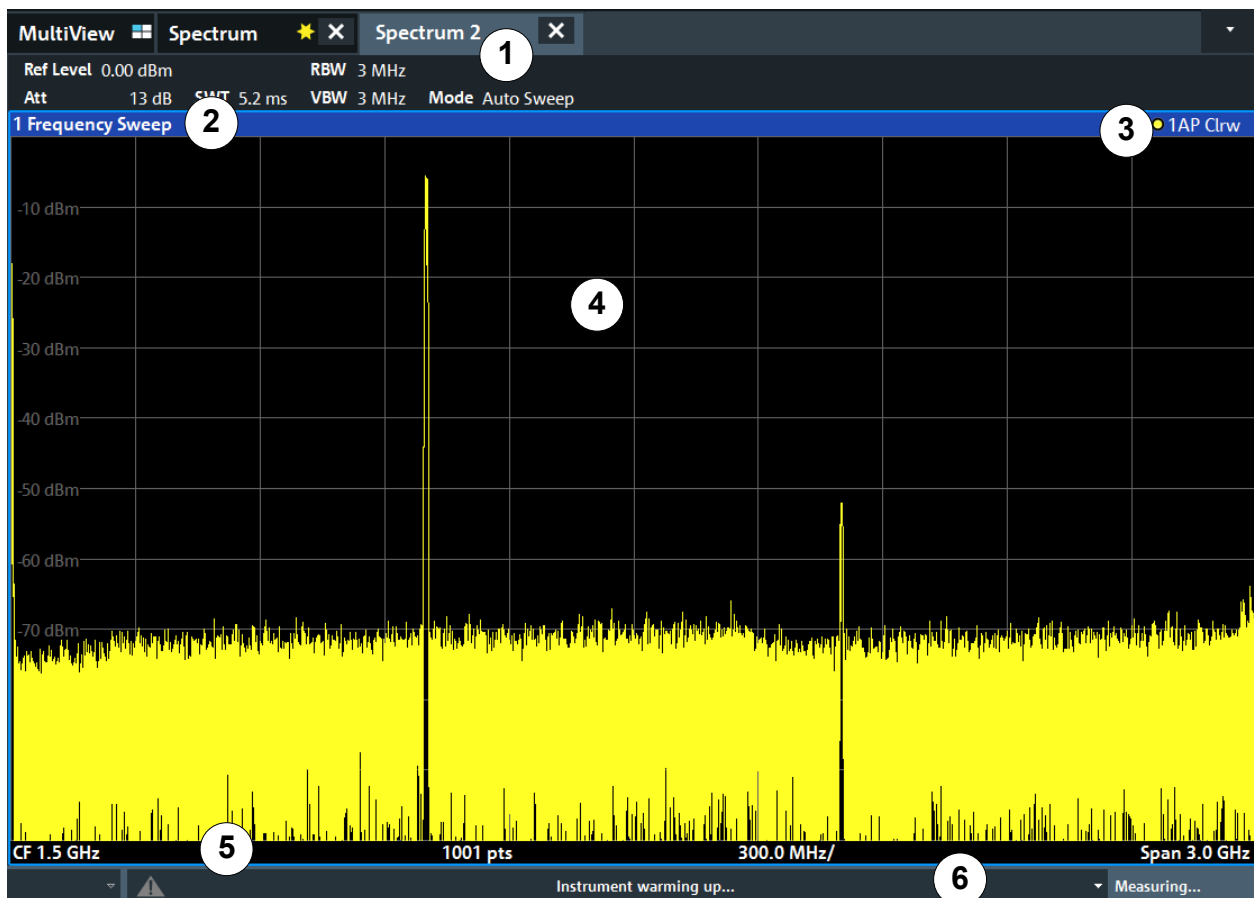 MultiView Spectrum Spectrum 2
1
Ref Level 0.00 dBm RBW 3 MHz
Att 13 dB SWT 5.2 ms VBW 3 MHz Mode Auto Sweep
1 Frequency Sweep 2 3 1AP Clrw
-10 dBm
-20 dBm
4
-30 dBm
-40 dBm
-50 dBm
-60 dBm
-70 dBm
CF 1.5 GHz 5 1001 pts 300.0 MHz/ Span 3.0 GHz
Instrument warming up... 6 Measuring...